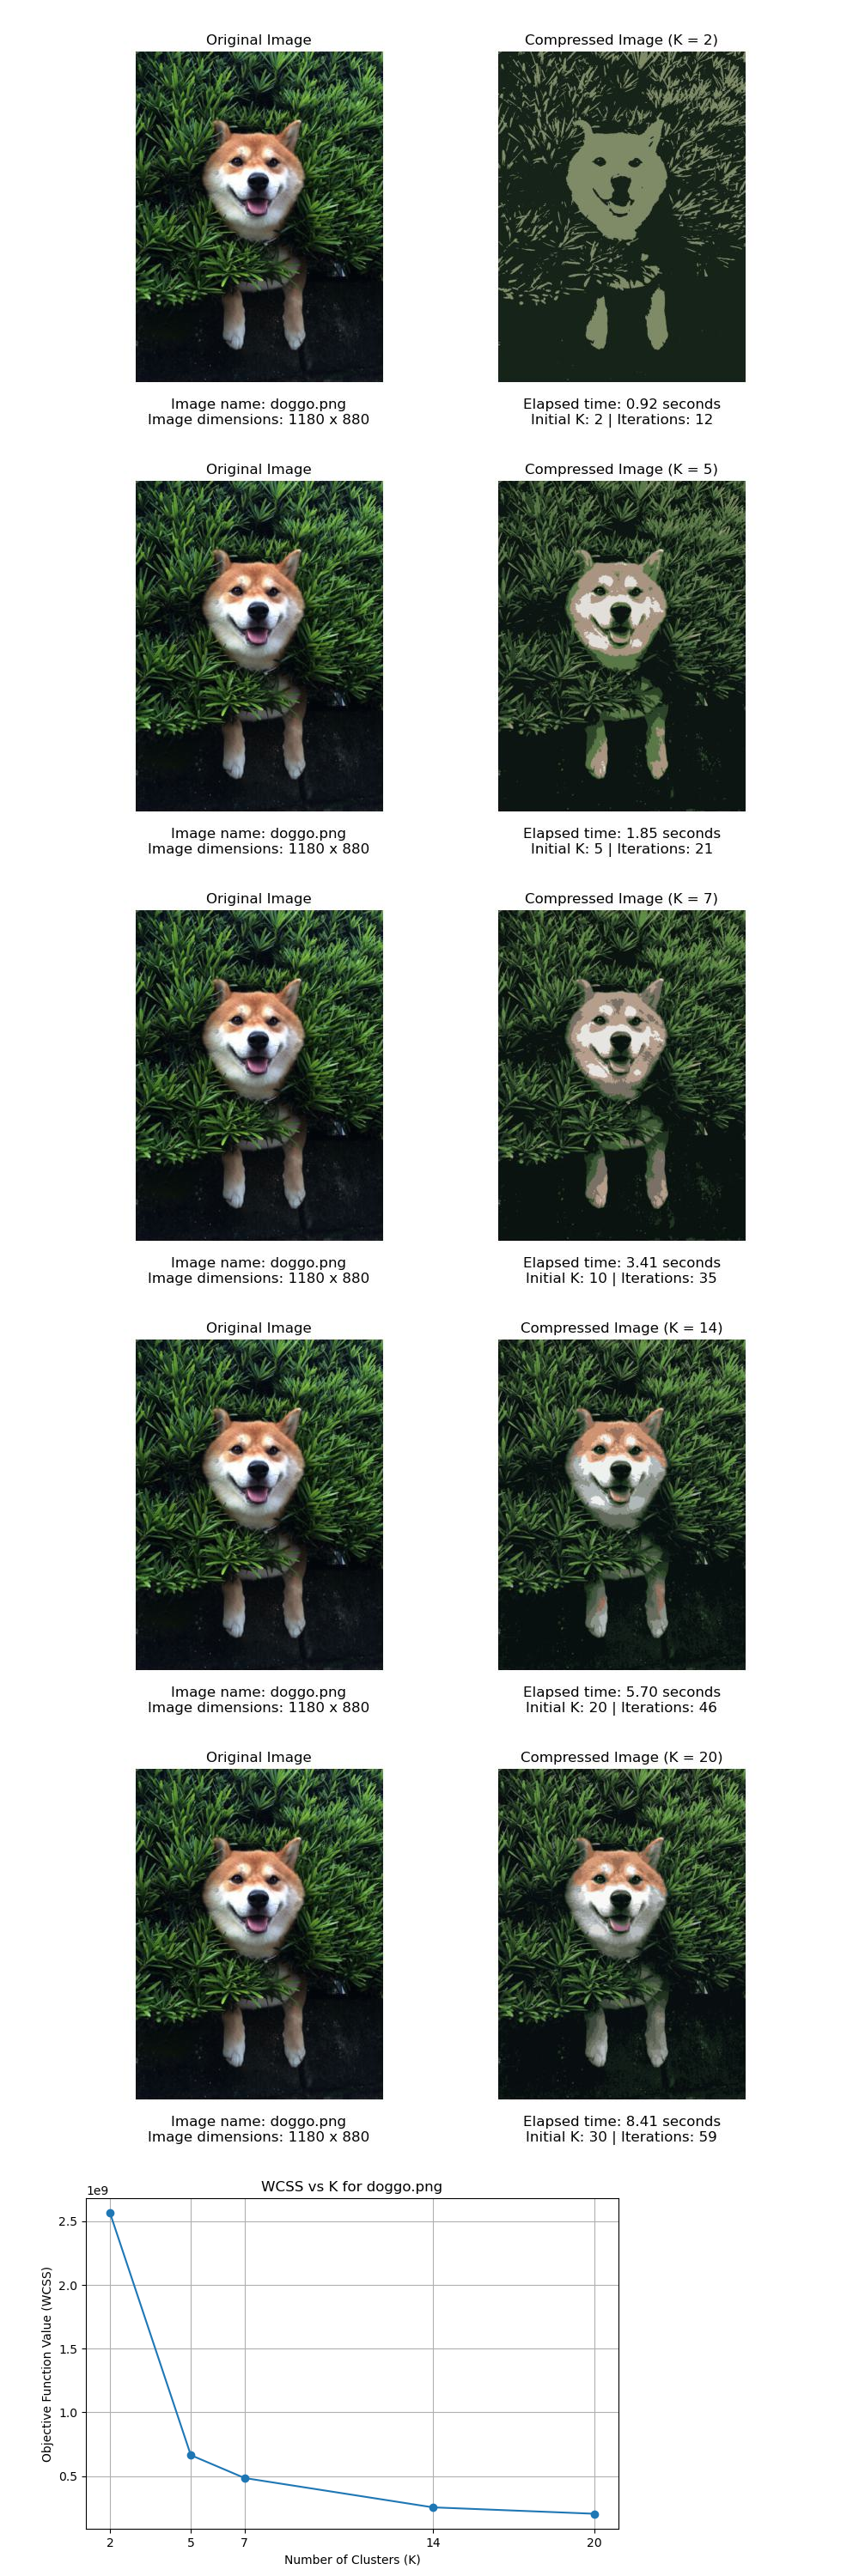 Original Image
Compressed Image (K = 2)
Image name: doggo.png
Image dimensions: 1180 x 880
Elapsed time: 0.92 seconds
Initial K: 2 | Iterations: 12
Original Image
Compressed Image (K = 5)
Image name: doggo.png
Image dimensions: 1180 x 880
Elapsed time: 1.85 seconds
Initial K: 5 | Iterations: 21
Original Image
Compressed Image (K = 7)
Image name: doggo.png
Image dimensions: 1180 x 880
Elapsed time: 3.41 seconds
Initial K: 10 | Iterations: 35
Original Image
Compressed Image (K = 14)
Image name: doggo.png
Image dimensions: 1180 x 880
Elapsed time: 5.70 seconds
Initial K: 20 | Iterations: 46
Original Image
Compressed Image (K = 20)
Image name: doggo.png
Image dimensions: 1180 x 880
Elapsed time: 8.41 seconds
Initial K: 30 | Iterations: 59
WCSS vs K for doggo.png
1e9
Objective Function Value (WCSS)
2.5
2.0
1.5
1.0
0.5
2 5 7 14 20
Number of Clusters (K)